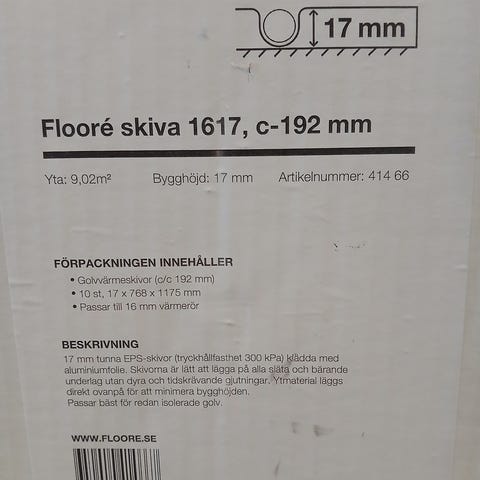 17 mm
Flooré skiva 1617, c-192 mm
Yta: 9,02m² Bygghöjd: 17 mm Artikelnummer: 414 66
FÖRPACKNINGEN INNEHÅLLER
• Golvvärmeskivor (c/c 192 mm)
• 10 st, 17 x 768 x 1175 mm
• Passar till 16 mm värmerör
BESKRIVNING
17 mm tunna EPS-skivor (tryckhållfasthet 300 kPa) klädda med
aluminiumfolie. Skivorna är lätt att lägga på alla släta och bärande
underlag utan dyra och tidskrävande gjutningar. Ytmaterial läggs
direkt ovanpå för att minimera bygghöjden.
Passar bäst för redan isolerade golv.
WWW.FLOORE.SE